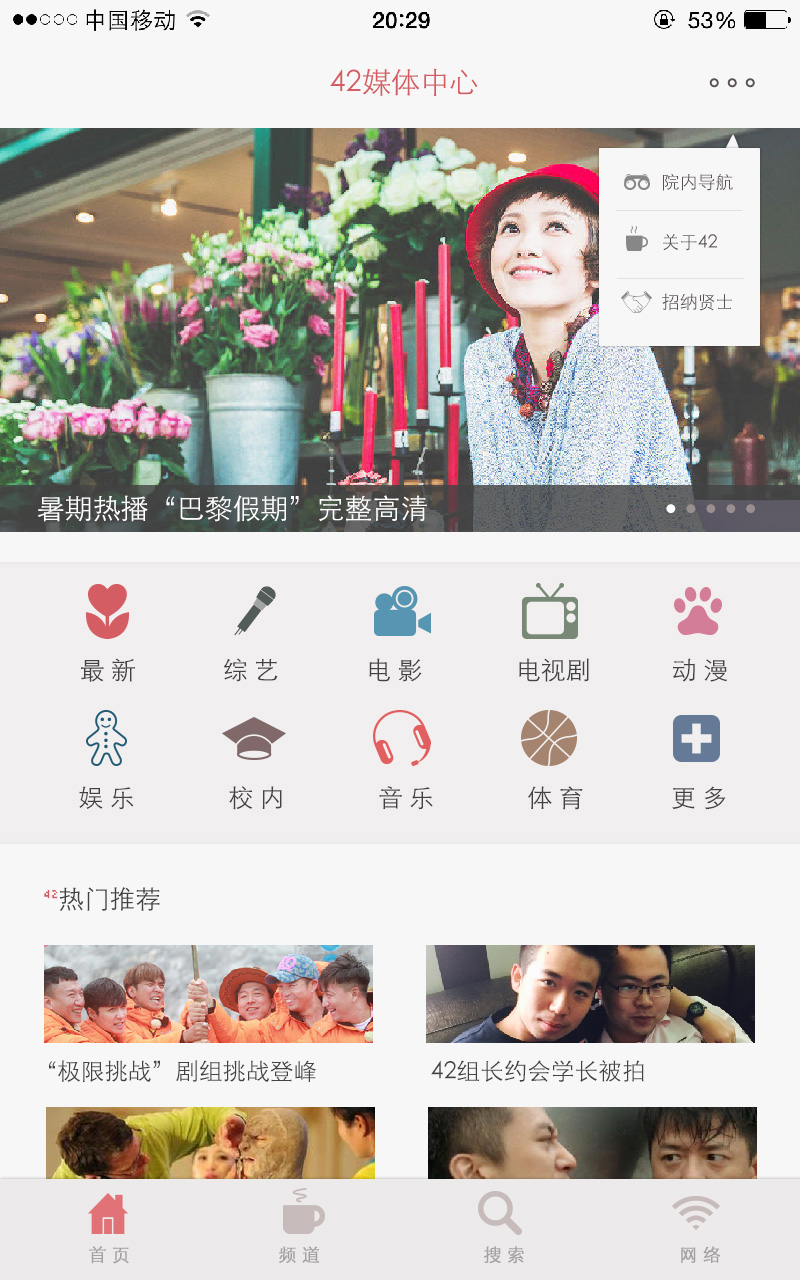 中国移动 20:29 53%
42媒体中心
院内导航
关于42
招纳贤士
暑期热播“巴黎假期”完整高清
最新 综艺 电影 电视剧 动漫
娱乐 校内 音乐 体育 更多
42热门推荐
“极限挑战”剧组挑战登峰 42组长约会学长被拍
首页 频道 搜索 网络